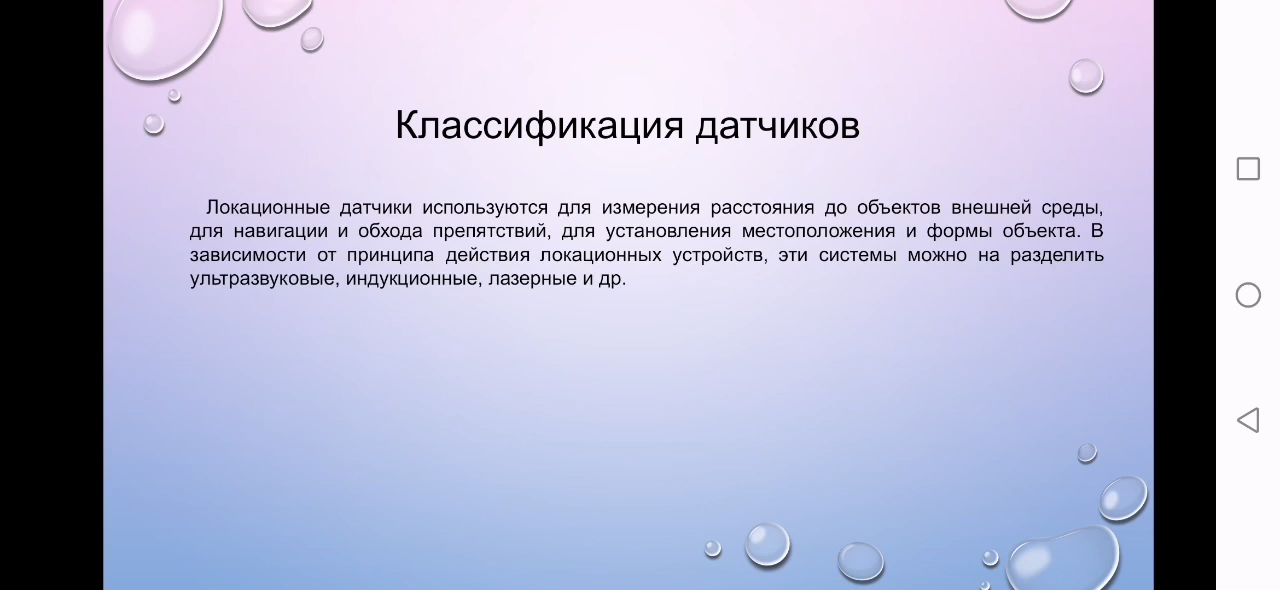 Классификация датчиков
Локационные датчики используются для измерения расстояния до объектов внешней среды,
для навигации и обхода препятствий, для установления местоположения и формы объекта. В
зависимости от принципа действия локационных устройств, эти системы можно на разделить
ультразвуковые, индукционные, лазерные и др.